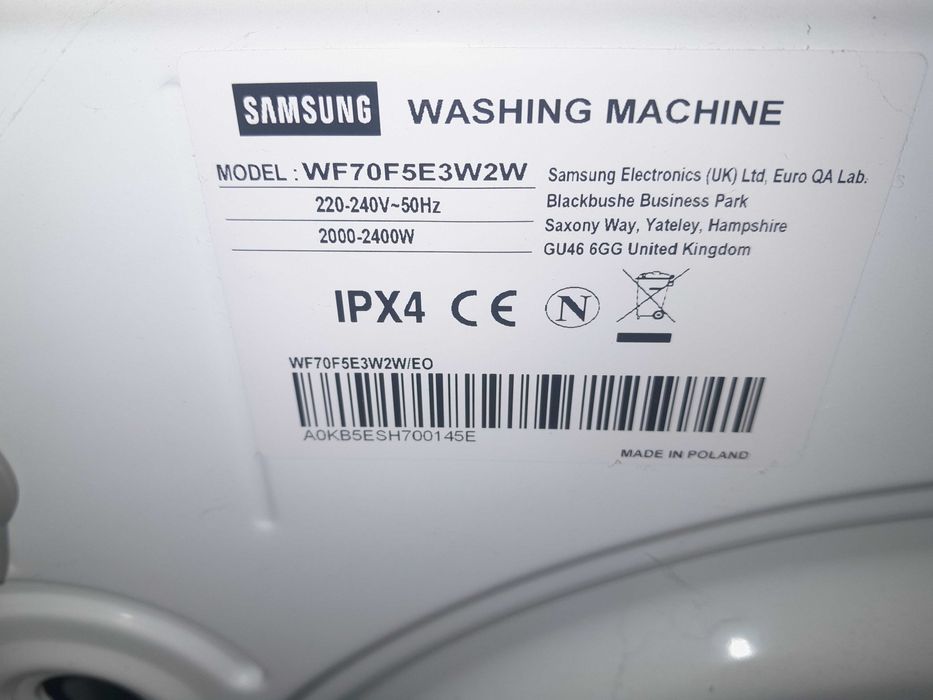 SAMSUNG WASHING MACHINE
MODEL : WF70F5E3W2W
220-240V~50Hz
2000-2400W
Samsung Electronics (UK) Ltd, Euro QA Lab.
Blackbushe Business Park
Saxony Way, Yateley, Hampshire
GU46 6GG United Kingdom
IPX4 CE N
WF70F5E3W2W/EO
A0KB5ESH700145E
MADE IN POLAND